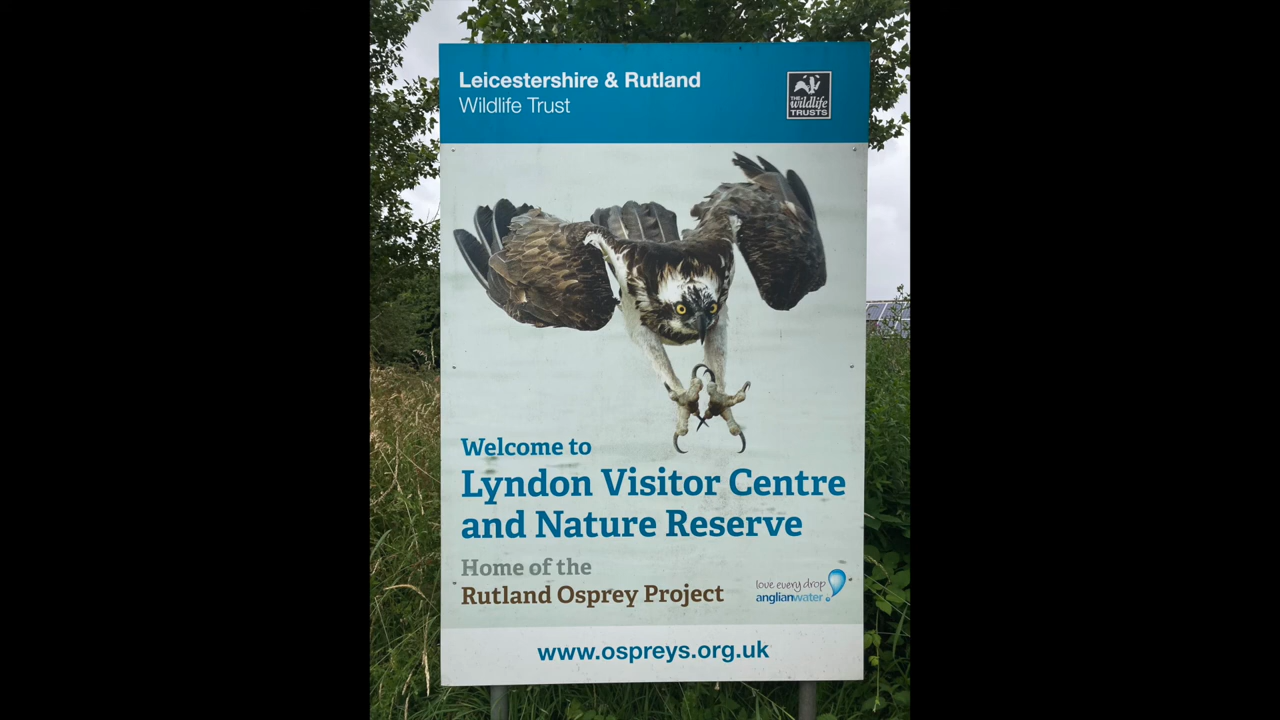 Leicestershire & Rutland
Wildlife Trust
THE
wildlife
TRUSTS
Welcome to
Lyndon Visitor Centre
and Nature Reserve
Home of the
Rutland Osprey Project
love every drop
anglianwater
www.ospreys.org.uk